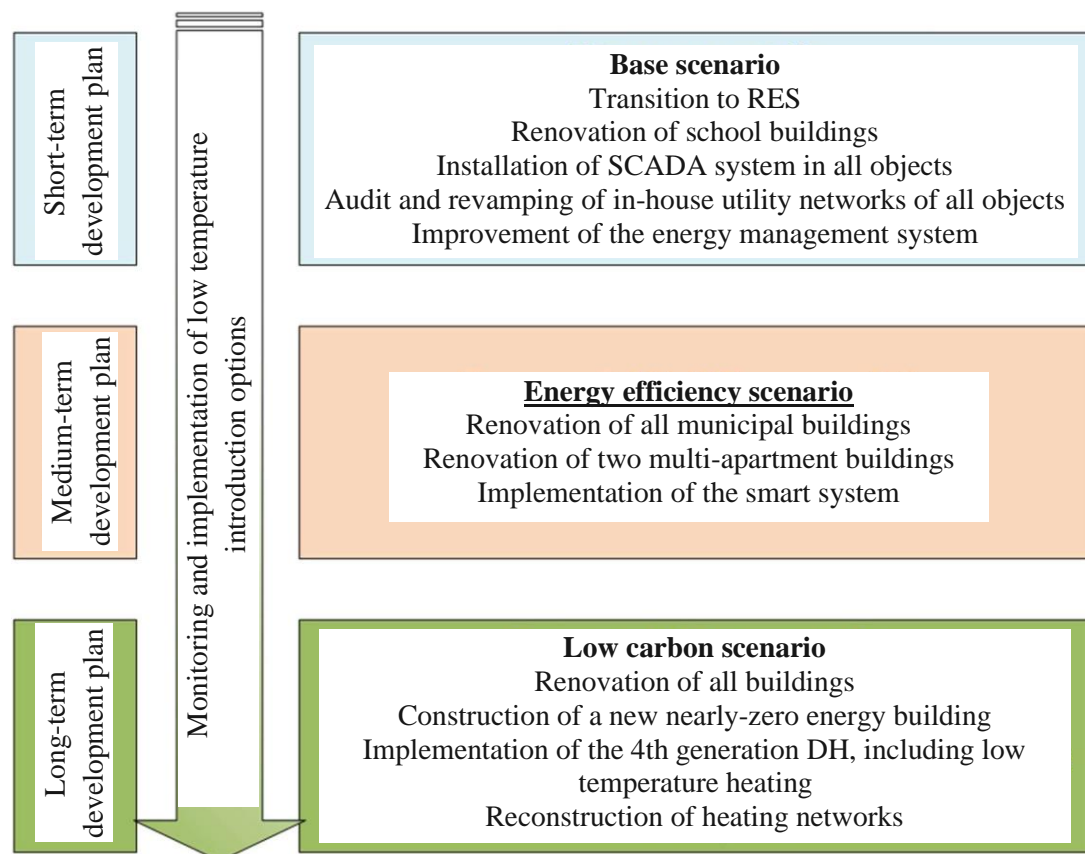 Short-term
development plan
Base scenario
Transition to RES
Renovation of school buildings
Installation of SCADA system in all objects
Audit and revamping of in-house utility networks of all objects
Improvement of the energy management system
Monitoring and implementation of low temperature
introduction options
Medium-term
development plan
Energy efficiency scenario
Renovation of all municipal buildings
Renovation of two multi-apartment buildings
Implementation of the smart system
Long-term
development plan
Low carbon scenario
Renovation of all buildings
Construction of a new nearly-zero energy building
Implementation of the 4th generation DH, including low
temperature heating
Reconstruction of heating networks